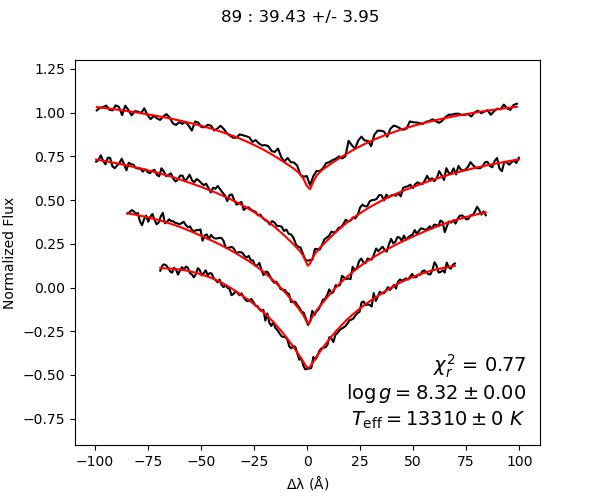 89 : 39.43 +/- 3.95
1.25
1.00
0.75
0.50
0.25
0.00
−0.25
−0.50
−0.75
Normalized Flux
χ²ᵣ = 0.77
log g = 8.32 ± 0.00
T_eff = 13310 ± 0 K
−100 −75 −50 −25 0 25 50 75 100
Δλ (Å)